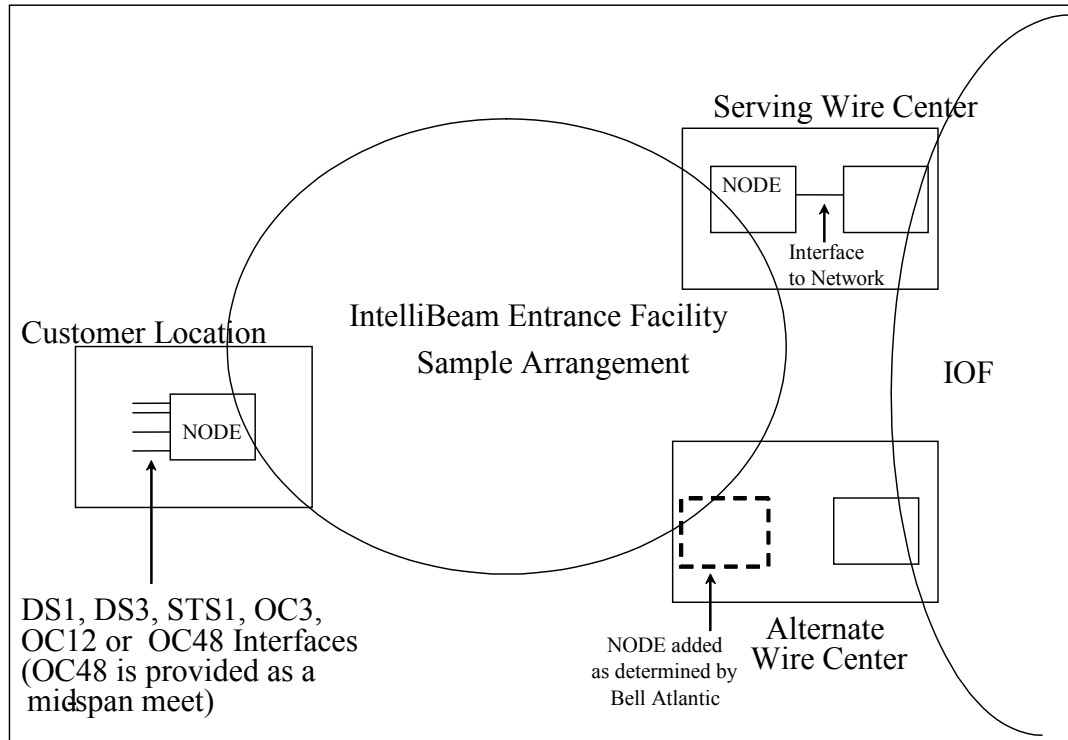 Serving Wire Center
NODE
Interface
to Network
IntelliBeam Entrance Facility
Sample Arrangement
Customer Location
NODE
IOF
DS1, DS3, STS1, OC3,
OC12 or OC48 Interfaces
(OC48 is provided as a
midspan meet)
NODE added
as determined by
Bell Atlantic
Alternate
Wire Center